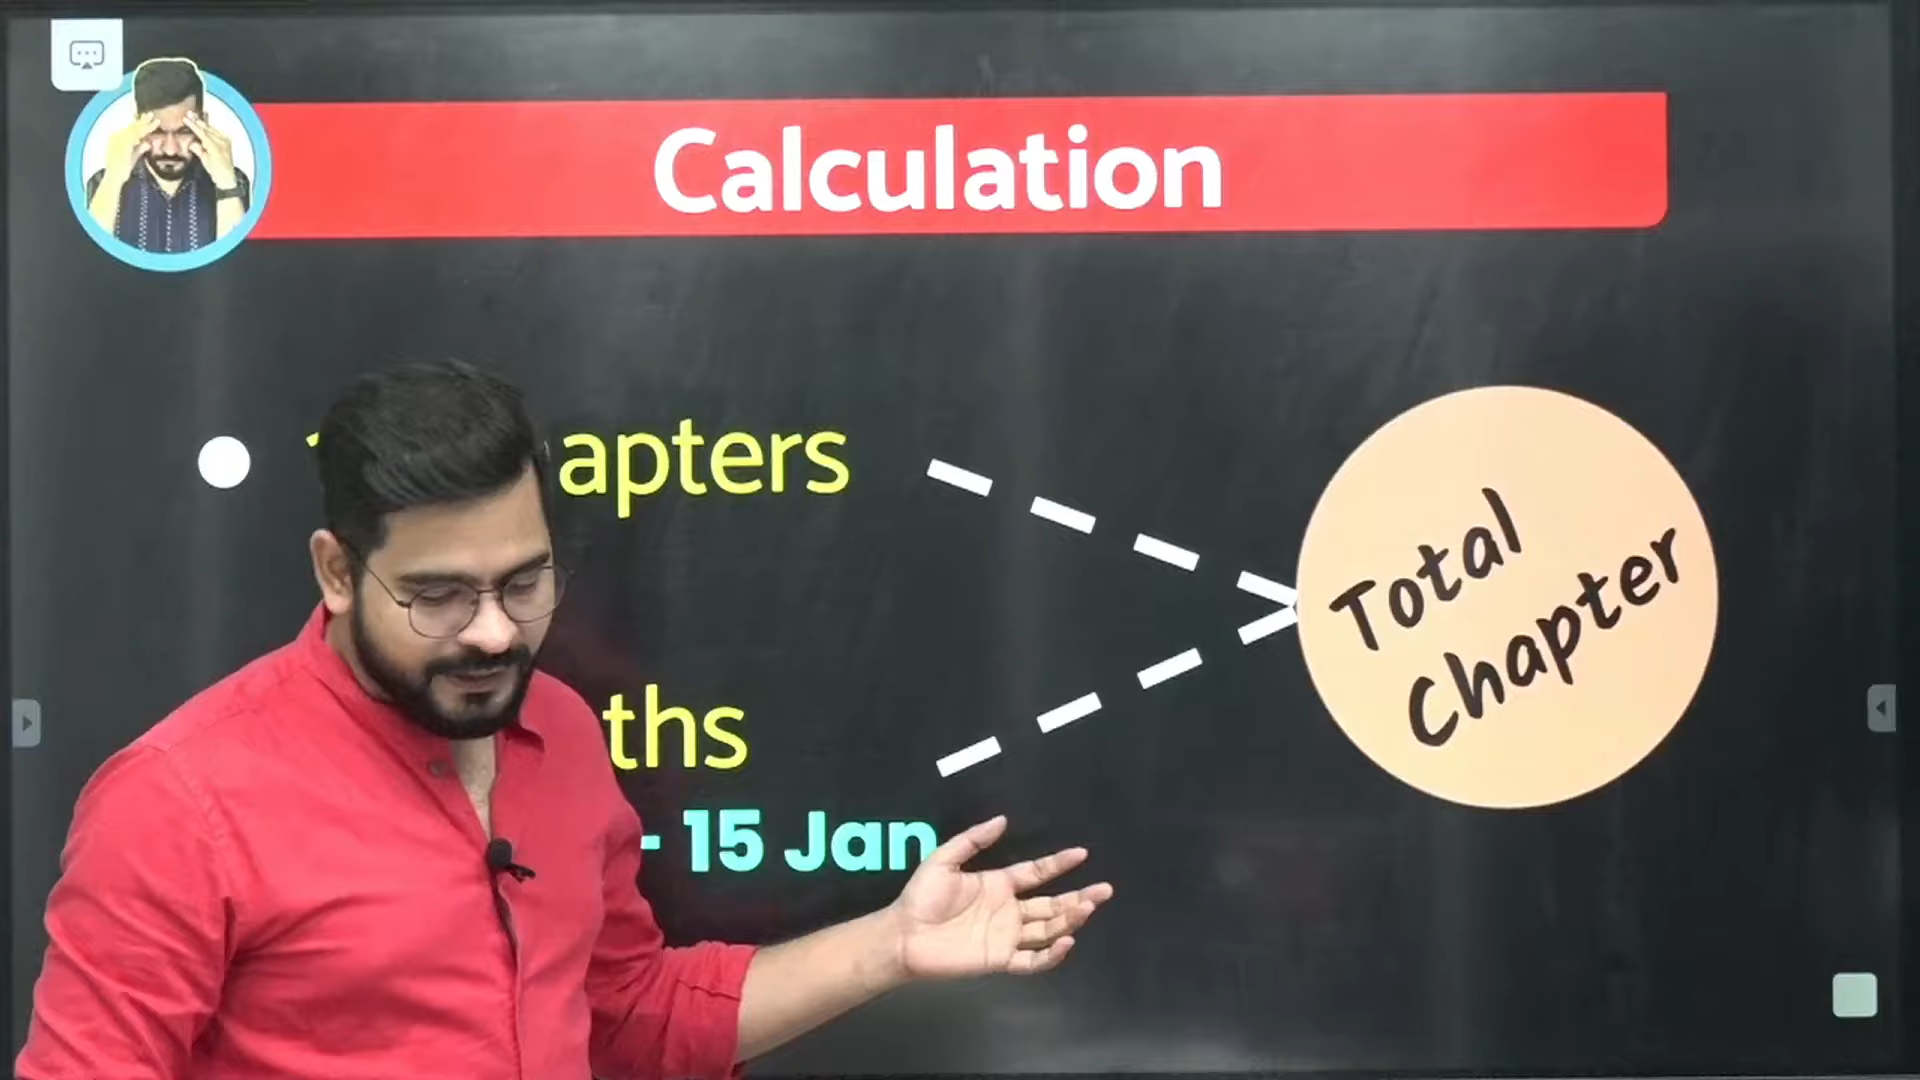 Calculation
apters
ths
- 15 Jan
Total
Chapter